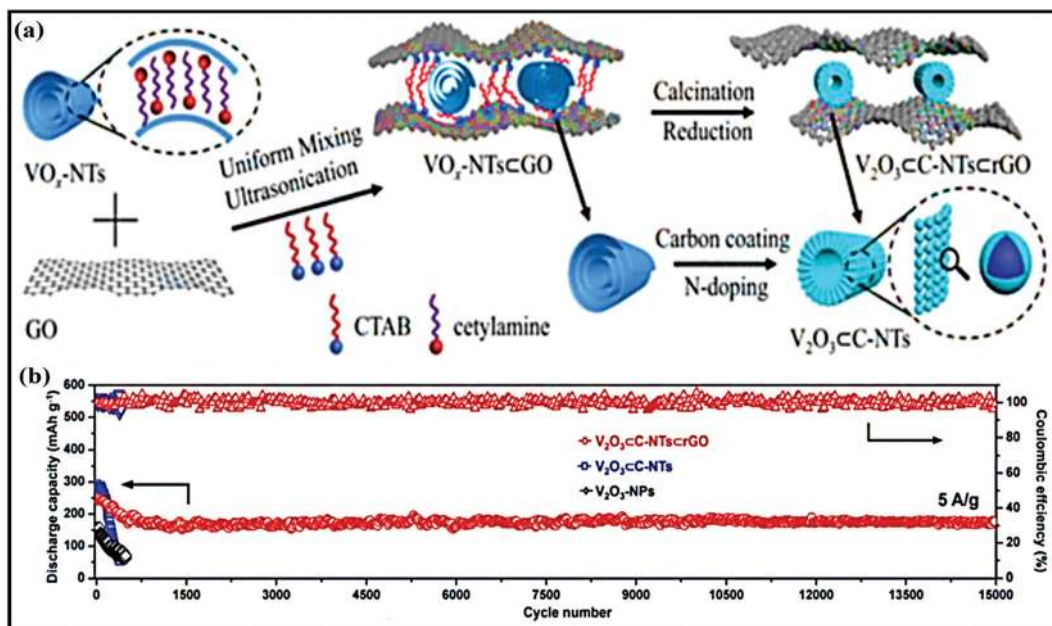 (a)
VOₓ-NTs
GO
Uniform Mixing
Ultrasonication
CTAB
cetylamine
VOₓ-NTs⊂GO
Calcination
Reduction
V₂O₃⊂C-NTs⊂rGO
Carbon coating
N-doping
V₂O₃⊂C-NTs
(b)
Discharge capacity (mAh g⁻¹)
600
500
400
300
200
100
0
V₂O₃⊂C-NTs⊂rGO
V₂O₃⊂C-NTs
V₂O₃-NPs
5 A/g
100
80
60
40
20
0
Coulombic effciency (%)
0 1500 3000 4500 6000 7500 9000 10500 12000 13500 15000
Cycle number